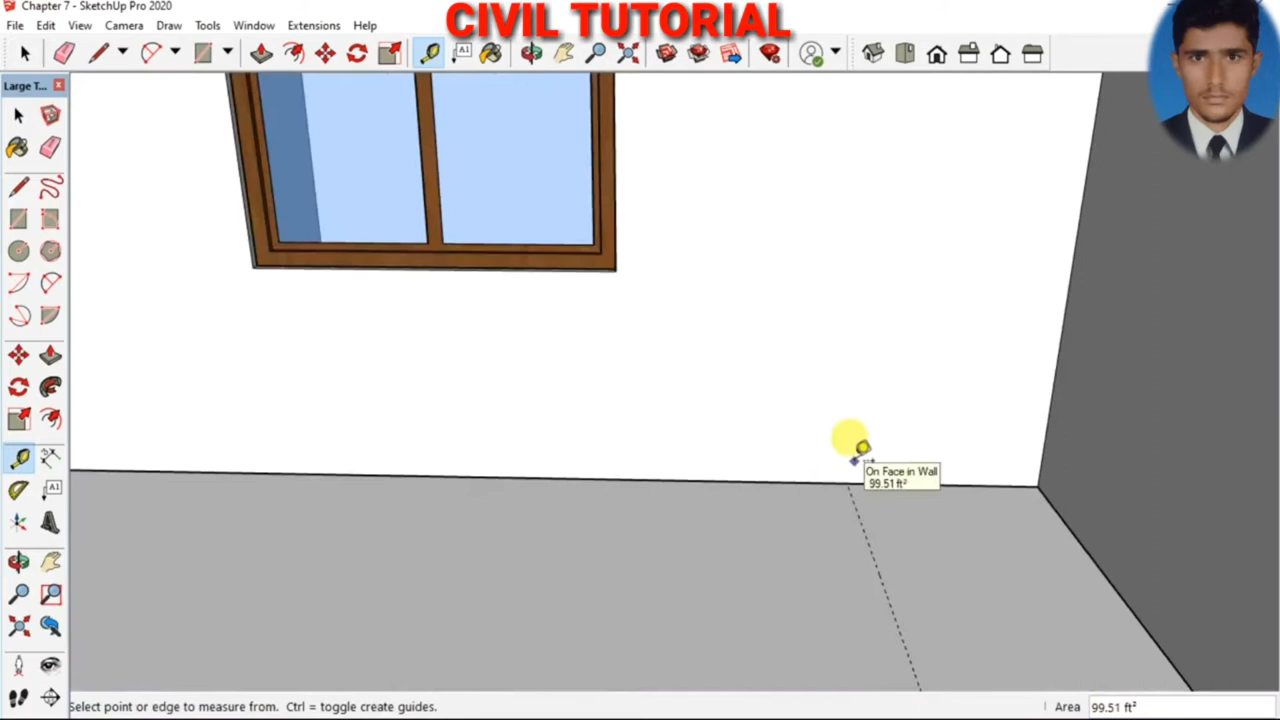 Chapter 7 - SketchUp Pro 2020
CIVIL TUTORIAL
File Edit View Camera Draw Tools Window Extensions Help
A1
Large T...
A1
On Face in Wall
99.51 ft²
Select point or edge to measure from. Ctrl = toggle create guides.
Area 99.51 ft²